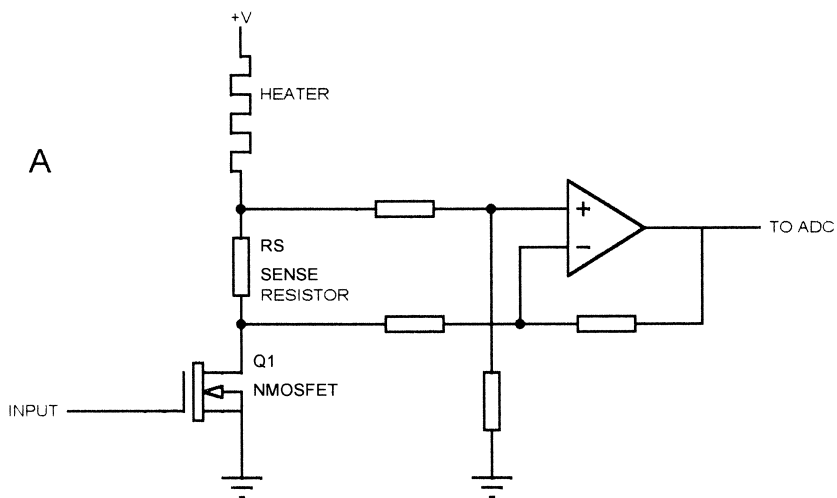 +V
HEATER
A
+
TO ADC
−
RS
SENSE
RESISTOR
Q1
NMOSFET
INPUT